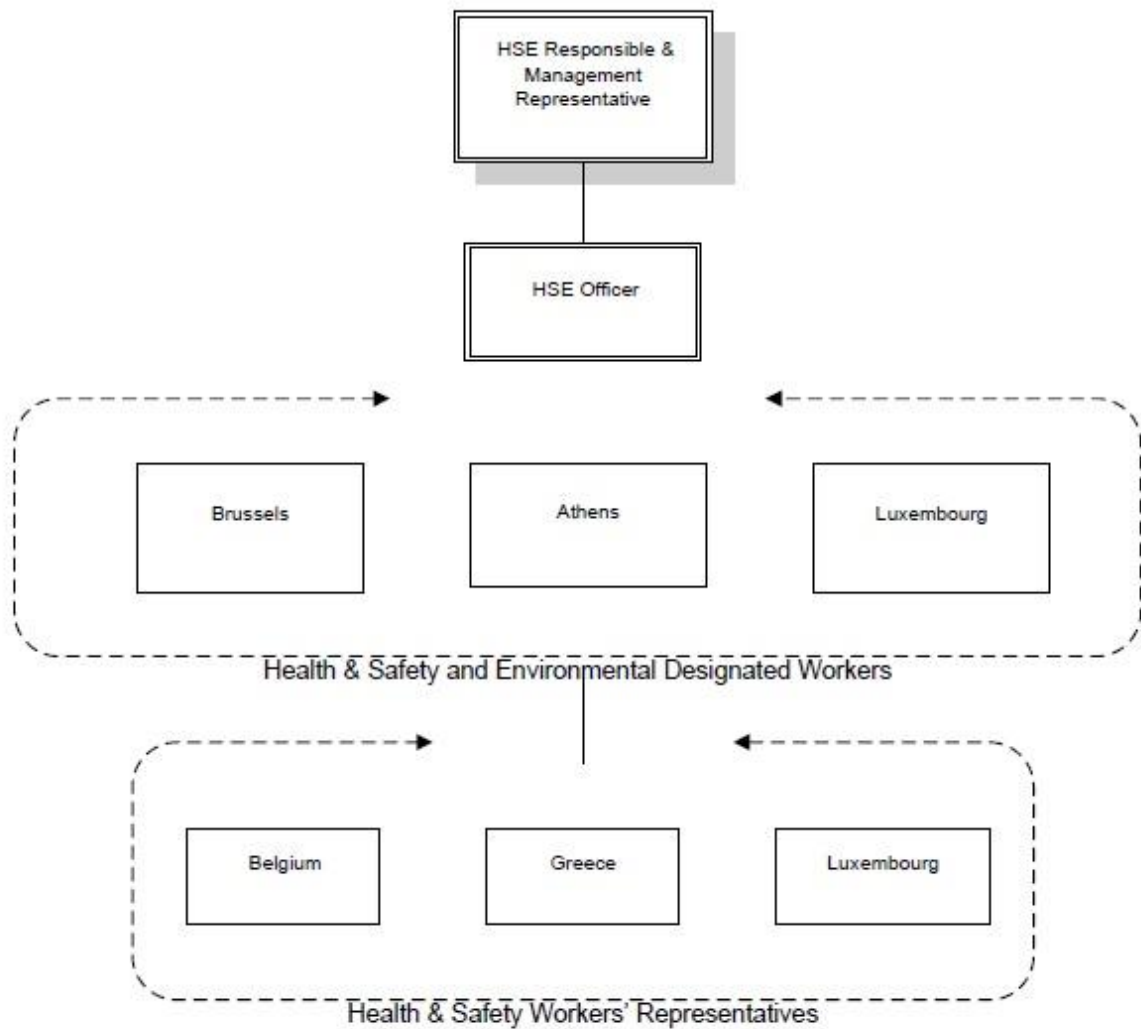 HSE Responsible &
Management
Representative
HSE Officer
Brussels
Athens
Luxembourg
Health & Safety and Environmental Designated Workers
Belgium
Greece
Luxembourg
Health & Safety Workers' Representatives